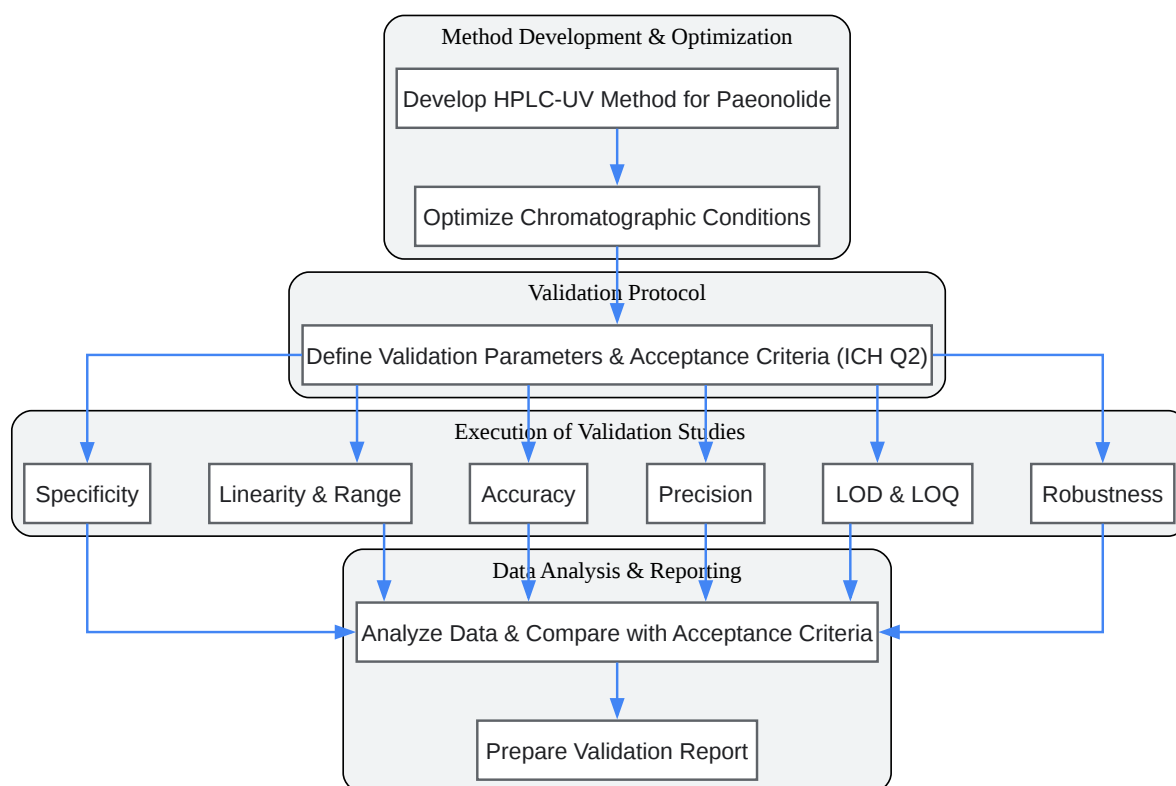 Method Development & Optimization
Develop HPLC-UV Method for Paeonolide
Optimize Chromatographic Conditions
Validation Protocol
Define Validation Parameters & Acceptance Criteria (ICH Q2)
Execution of Validation Studies
Specificity
Linearity & Range
Accuracy
Precision
LOD & LOQ
Robustness
Data Analysis & Reporting
Analyze Data & Compare with Acceptance Criteria
Prepare Validation Report